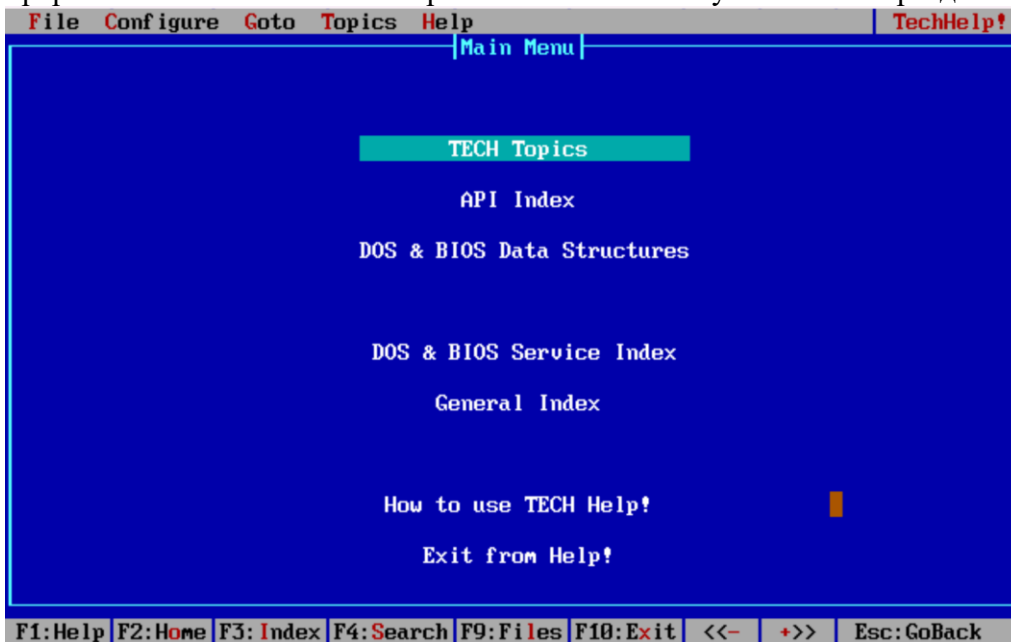 File Configure Goto Topics Help TechHelp!
Main Menu
TECH Topics
API Index
DOS & BIOS Data Structures
DOS & BIOS Service Index
General Index
How to use TECH Help!
Exit from Help!
F1:Help F2:Home F3:Index F4:Search F9:Files F10:Exit <<- +>> Esc:GoBack